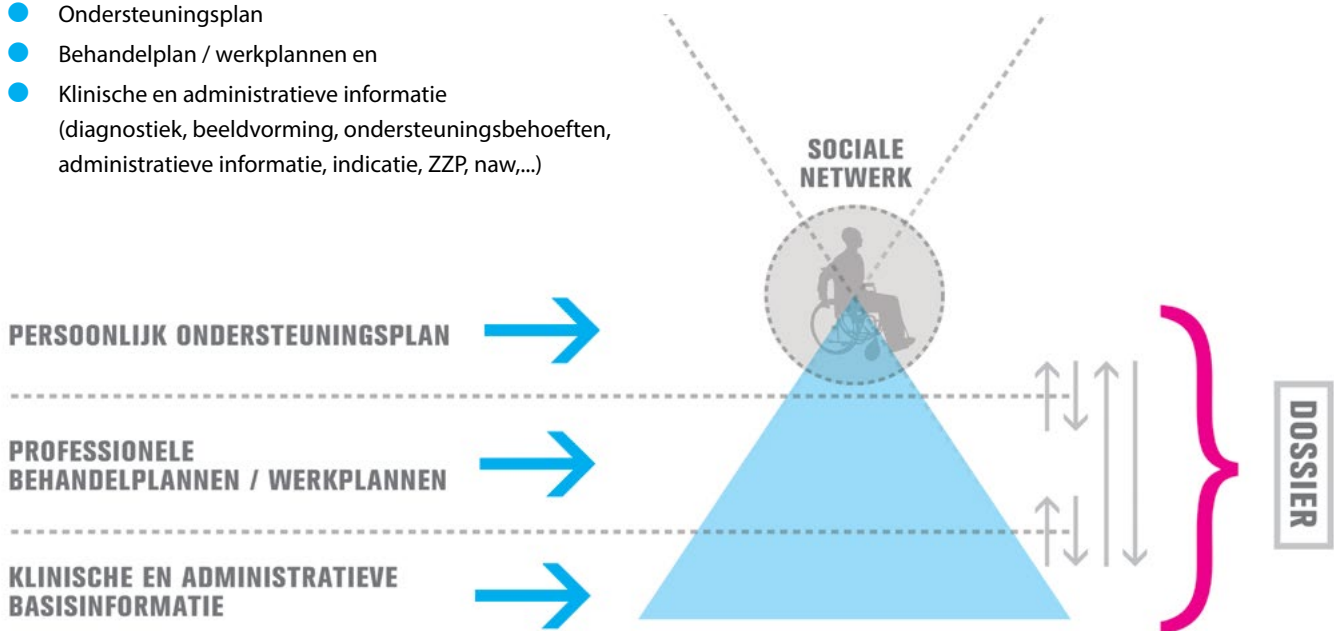 Ondersteuningsplan
Behandelplan / werkplannen en
Klinische en administratieve informatie
(diagnostiek, beeldvorming, ondersteuningsbehoeften,
administratieve informatie, indicatie, ZZP, naw,...)
SOCIALE
NETWERK
PERSOONLIJK ONDERSTEUNINGSPLAN
PROFESSIONELE
BEHANDELPLANNEN / WERKPLANNEN
KLINISCHE EN ADMINISTRATIEVE
BASISINFORMATIE
DOSSIER